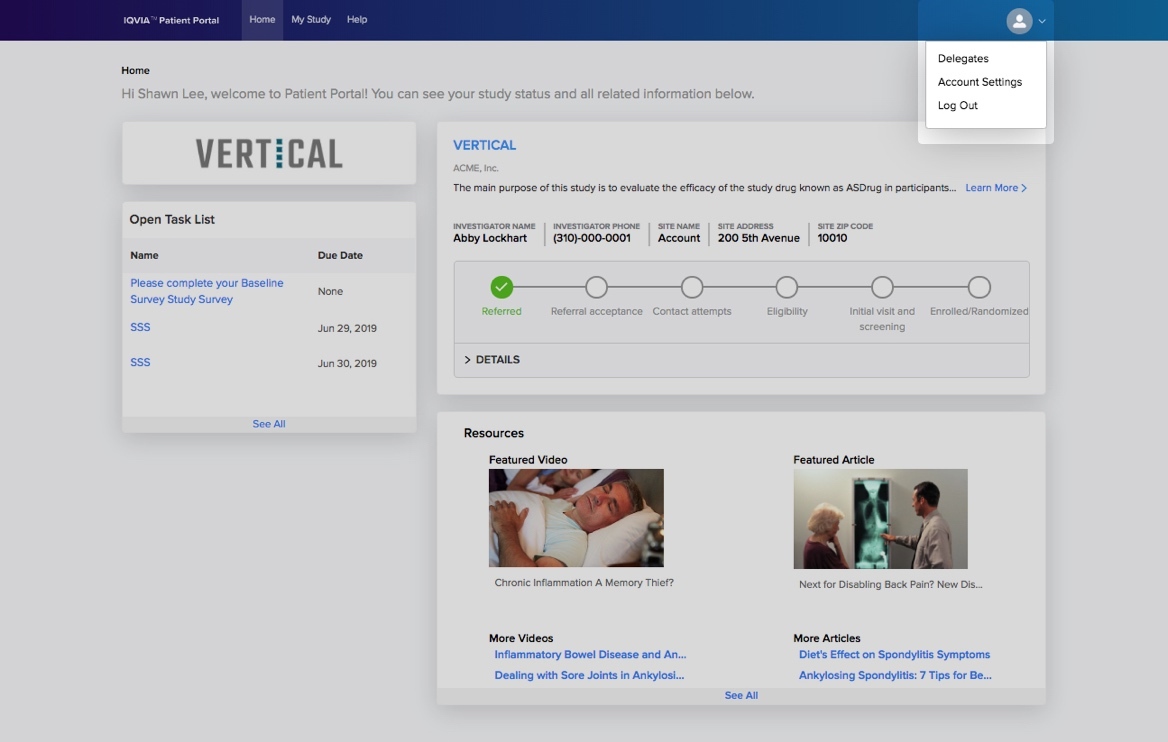 IQVIA™ Patient Portal
Home
My Study
Help
Delegates
Account Settings
Log Out
Home
Hi Shawn Lee, welcome to Patient Portal! You can see your study status and all related information below.
VERTICAL
Open Task List
Name
Due Date
Please complete your Baseline
Survey Study Survey
None
SSS
Jun 29, 2019
SSS
Jun 30, 2019
See All
VERTICAL
ACME, Inc.
The main purpose of this study is to evaluate the efficacy of the study drug known as ASDrug in participants...
Learn More >
INVESTIGATOR NAME
Abby Lockhart
INVESTIGATOR PHONE
(310)-000-0001
SITE NAME
Account
SITE ADDRESS
200 5th Avenue
SITE ZIP CODE
10010
Referred
Referral acceptance
Contact attempts
Eligibility
Initial visit and
screening
Enrolled/Randomized
> DETAILS
Resources
Featured Video
Chronic Inflammation A Memory Thief?
More Videos
Inflammatory Bowel Disease and An...
Dealing with Sore Joints in Ankylosi...
Featured Article
Next for Disabling Back Pain? New Dis...
More Articles
Diet's Effect on Spondylitis Symptoms
Ankylosing Spondylitis: 7 Tips for Be...
See All